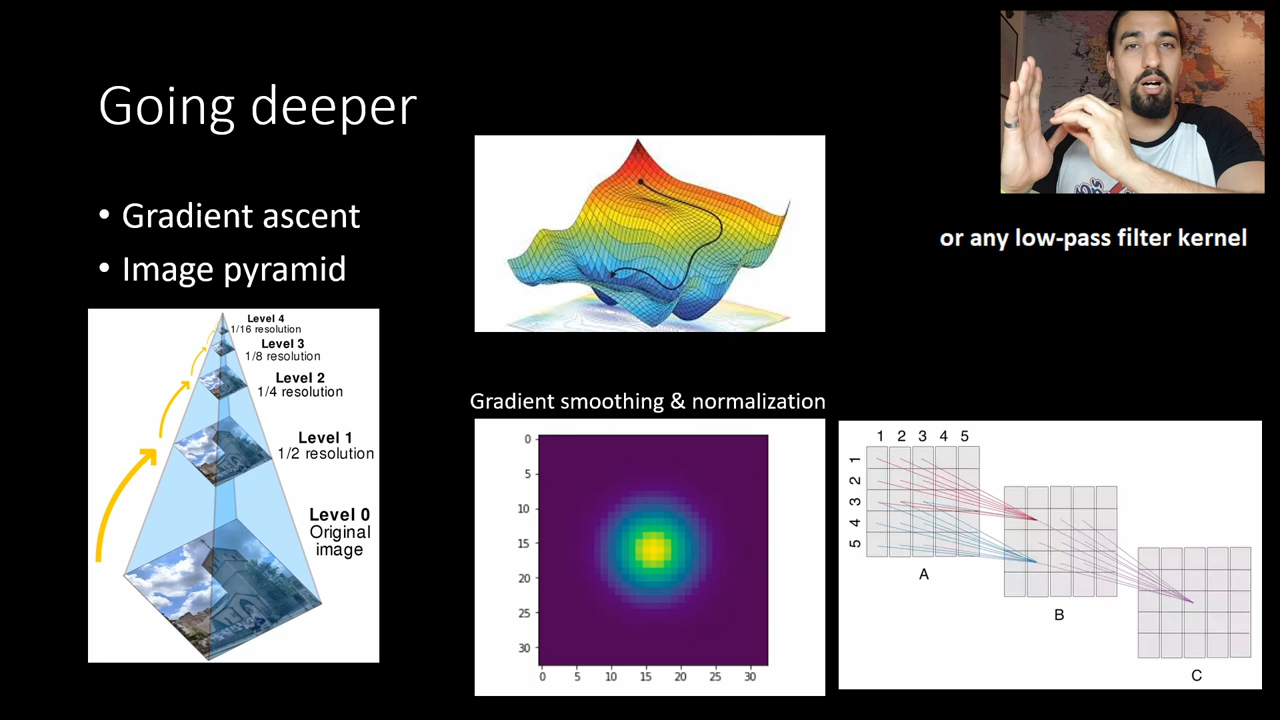 Going deeper
• Gradient ascent
• Image pyramid
or any low-pass filter kernel
Level 4
1/16 resolution
Level 3
1/8 resolution
Level 2
1/4 resolution
Level 1
1/2 resolution
Level 0
Original
image
Gradient smoothing & normalization
0
5
10
15
20
25
30
0 5 10 15 20 25 30
1 2 3 4 5
1
2
3
4
5
A
B
C